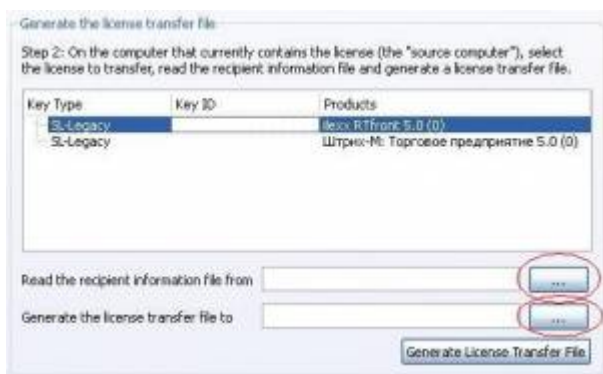 Generate the license transfer file
Step 2: On the computer that currently contains the license (the "source computer"), select
the license to transfer, read the recipient information file and generate a license transfer file.
Key Type Key ID Products
SL-Legacy Ilexx RTfront 5.0 (0)
SL-Legacy Штрих-М: Торговое предприятие 5.0 (0)
Read the recipient information file from ...
Generate the license transfer file to ...
Generate License Transfer File